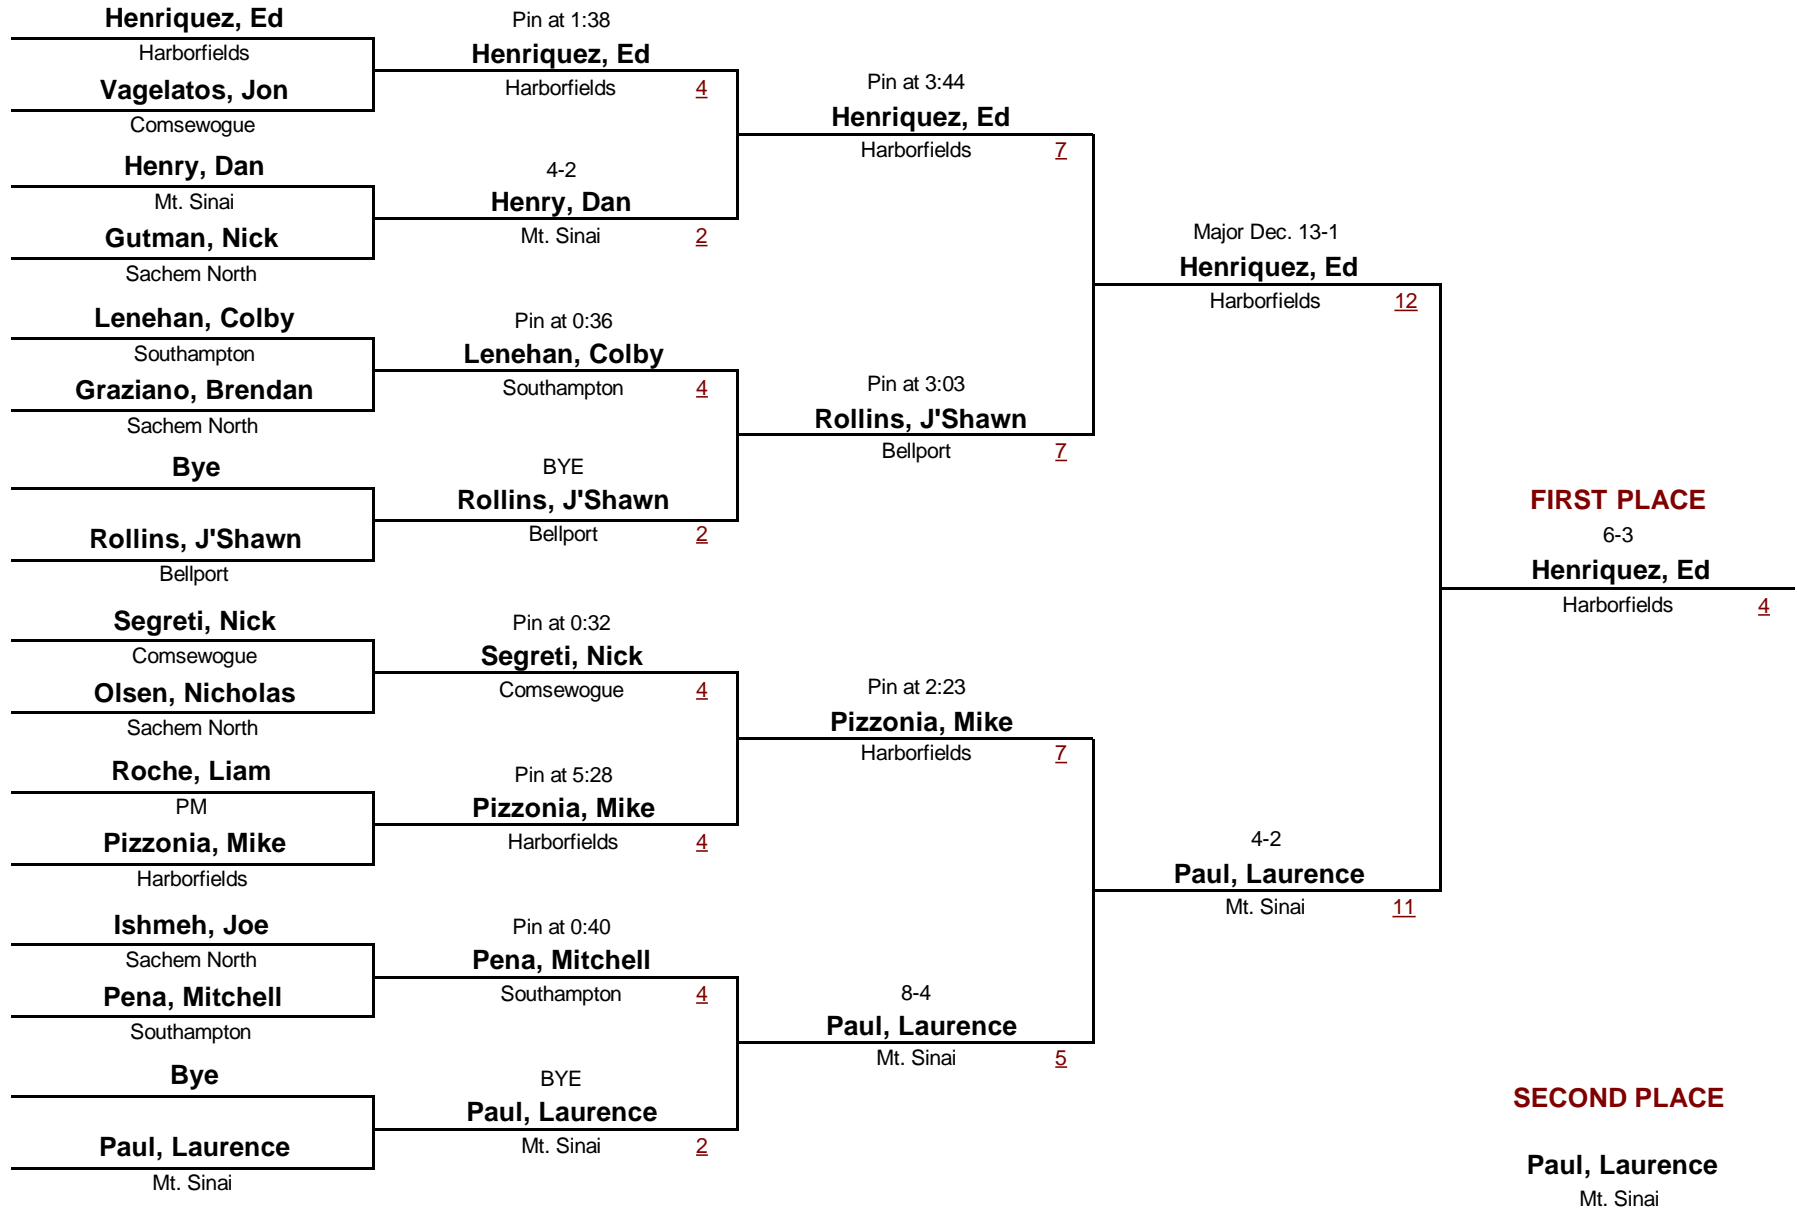 Henriquez, Ed
Harborfields
Vagelatos, Jon
Comsewogue
Henry, Dan
Mt. Sinai
Gutman, Nick
Sachem North
Lenehan, Colby
Southampton
Graziano, Brendan
Sachem North
Bye
Rollins, J'Shawn
Bellport
Segreti, Nick
Comsewogue
Olsen, Nicholas
Sachem North
Roche, Liam
PM
Pizzonia, Mike
Harborfields
Ishmeh, Joe
Sachem North
Pena, Mitchell
Southampton
Bye
Paul, Laurence
Mt. Sinai
Pin at 1:38
Henriquez, Ed
Harborfields 4
4-2
Henry, Dan
Mt. Sinai 2
Pin at 0:36
Lenehan, Colby
Southampton 4
BYE
Rollins, J'Shawn
Bellport 2
Pin at 0:32
Segreti, Nick
Comsewogue 4
Pin at 5:28
Pizzonia, Mike
Harborfields 4
Pin at 0:40
Pena, Mitchell
Southampton 4
BYE
Paul, Laurence
Mt. Sinai 2
Pin at 3:44
Henriquez, Ed
Harborfields 7
Pin at 3:03
Rollins, J'Shawn
Bellport 7
Pin at 2:23
Pizzonia, Mike
Harborfields 7
8-4
Paul, Laurence
Mt. Sinai 5
Major Dec. 13-1
Henriquez, Ed
Harborfields 12
4-2
Paul, Laurence
Mt. Sinai 11
FIRST PLACE
6-3
Henriquez, Ed
Harborfields 4
SECOND PLACE
Paul, Laurence
Mt. Sinai